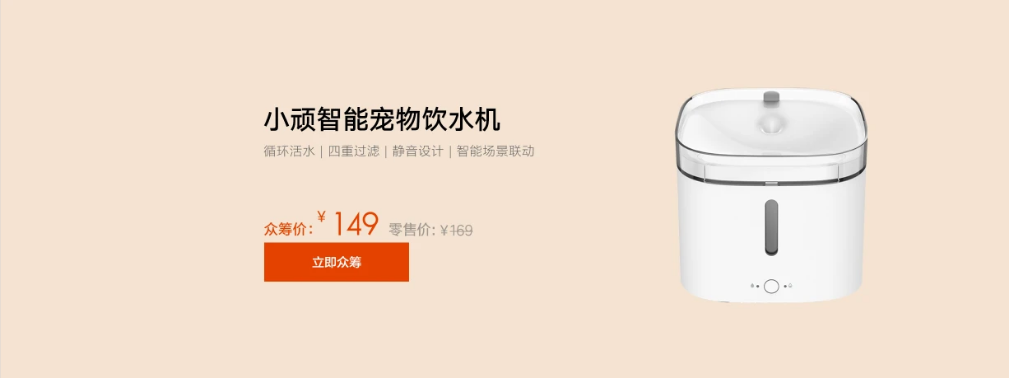 小顽智能宠物饮水机
循环活水 | 四重过滤 | 静音设计 | 智能场景联动
众筹价: ¥ 149 零售价: ¥169
立即众筹